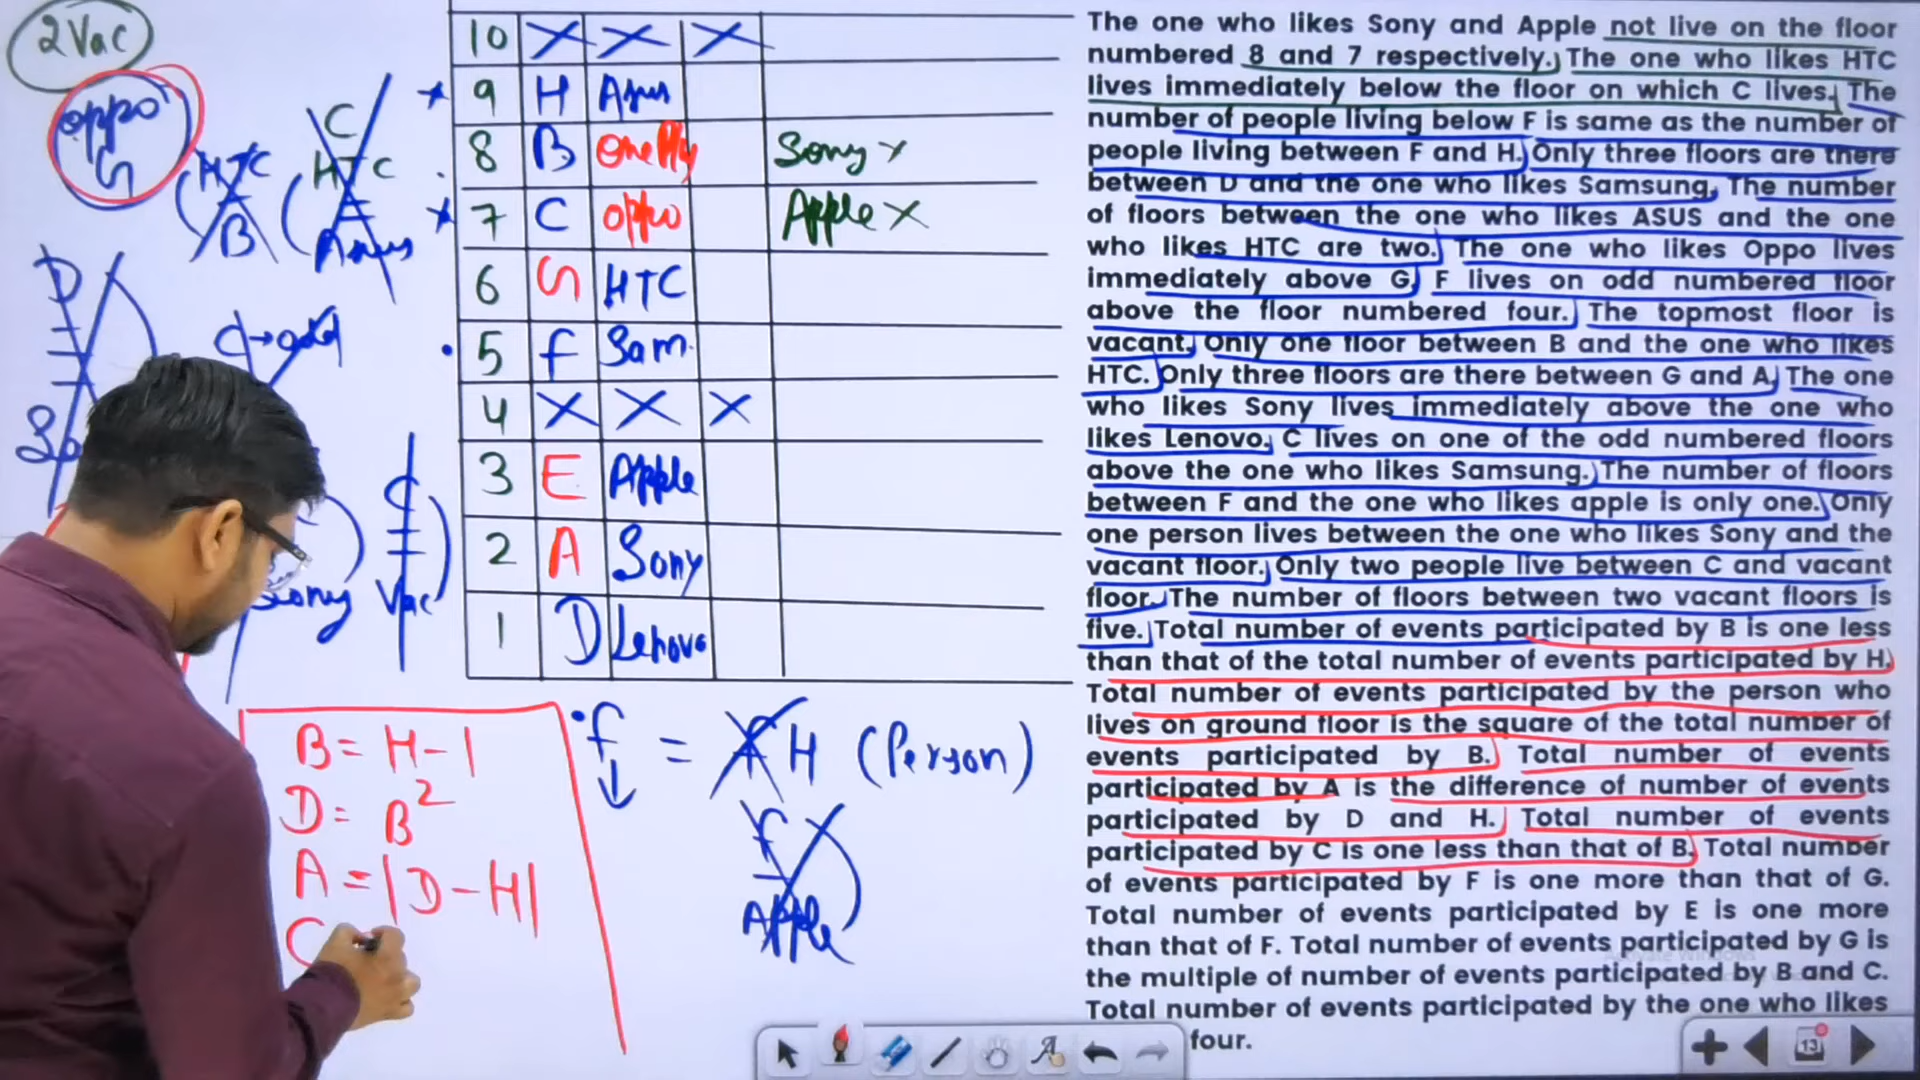 2 Vac
oppo
G
HTC
B
C
HTC
Asus
D
C → odd
C
Sony
Vac
10
9 H Asus
8 B Sony x
7 C oppo Apple x
6 G HTC
5 F Sam.
4
3 E Apple
2 A Sony
1 D Lenovo
B = H - 1
D = B²
A = |D - H|
C
F = H (Person)
F
Apple
The one who likes Sony and Apple not live on the floor
numbered 8 and 7 respectively. The one who likes HTC
lives immediately below the floor on which C lives. The
number of people living below F is same as the number of
people living between F and H. Only three floors are there
between D and the one who likes Samsung. The number
of floors between the one who likes ASUS and the one
who likes HTC are two. The one who likes Oppo lives
immediately above G. F lives on odd numbered floor
above the floor numbered four. The topmost floor is
vacant. Only one floor between B and the one who likes
HTC. Only three floors are there between G and A. The one
who likes Sony lives immediately above the one who
likes Lenovo. C lives on one of the odd numbered floors
above the one who likes Samsung. The number of floors
between F and the one who likes apple is only one. Only
one person lives between the one who likes Sony and the
vacant floor. Only two people live between C and vacant
floor. The number of floors between two vacant floors is
five. Total number of events participated by B is one less
than that of the total number of events participated by H.
Total number of events participated by the person who
lives on ground floor is the square of the total number of
events participated by B. Total number of events
participated by A is the difference of number of events
participated by D and H. Total number of events
participated by C is one less than that of B. Total number
of events participated by F is one more than that of G.
Total number of events participated by E is one more
than that of F. Total number of events participated by G is
the multiple of number of events participated by B and C.
Total number of events participated by the one who likes
four.
13